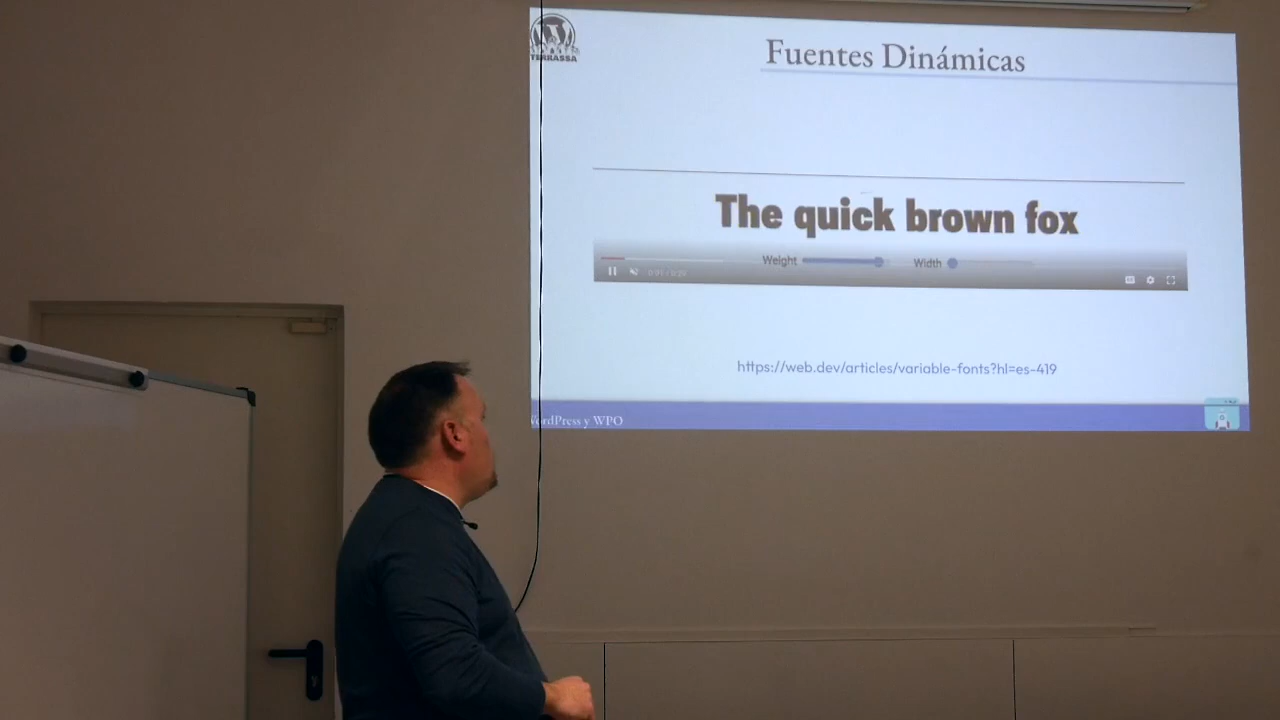 TERRASSA
Fuentes Dinámicas
The quick brown fox
Weight Width
https://web.dev/articles/variable-fonts?hl=es-419
WordPress y WPO